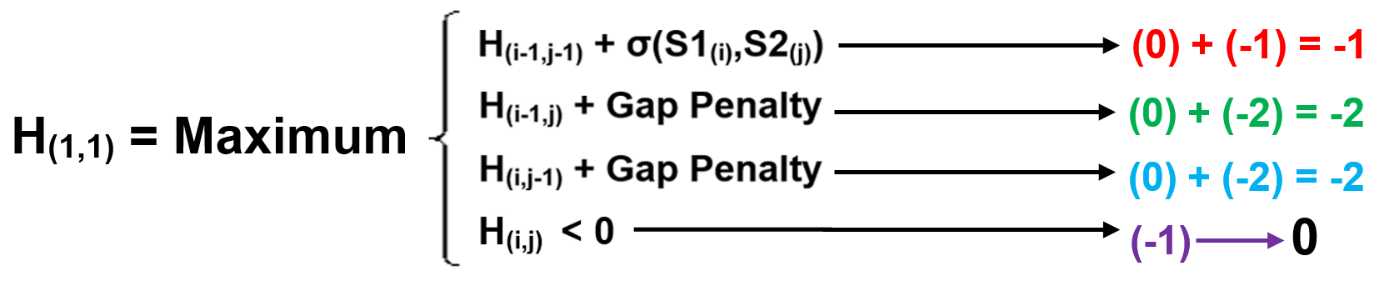 H(i-1,j-1) + σ(S1(i),S2(j)) (0) + (-1) = -1
H(i-1,j) + Gap Penalty (0) + (-2) = -2
H(1,1) = Maximum
H(i,j-1) + Gap Penalty (0) + (-2) = -2
H(i,j) < 0 (-1) 0